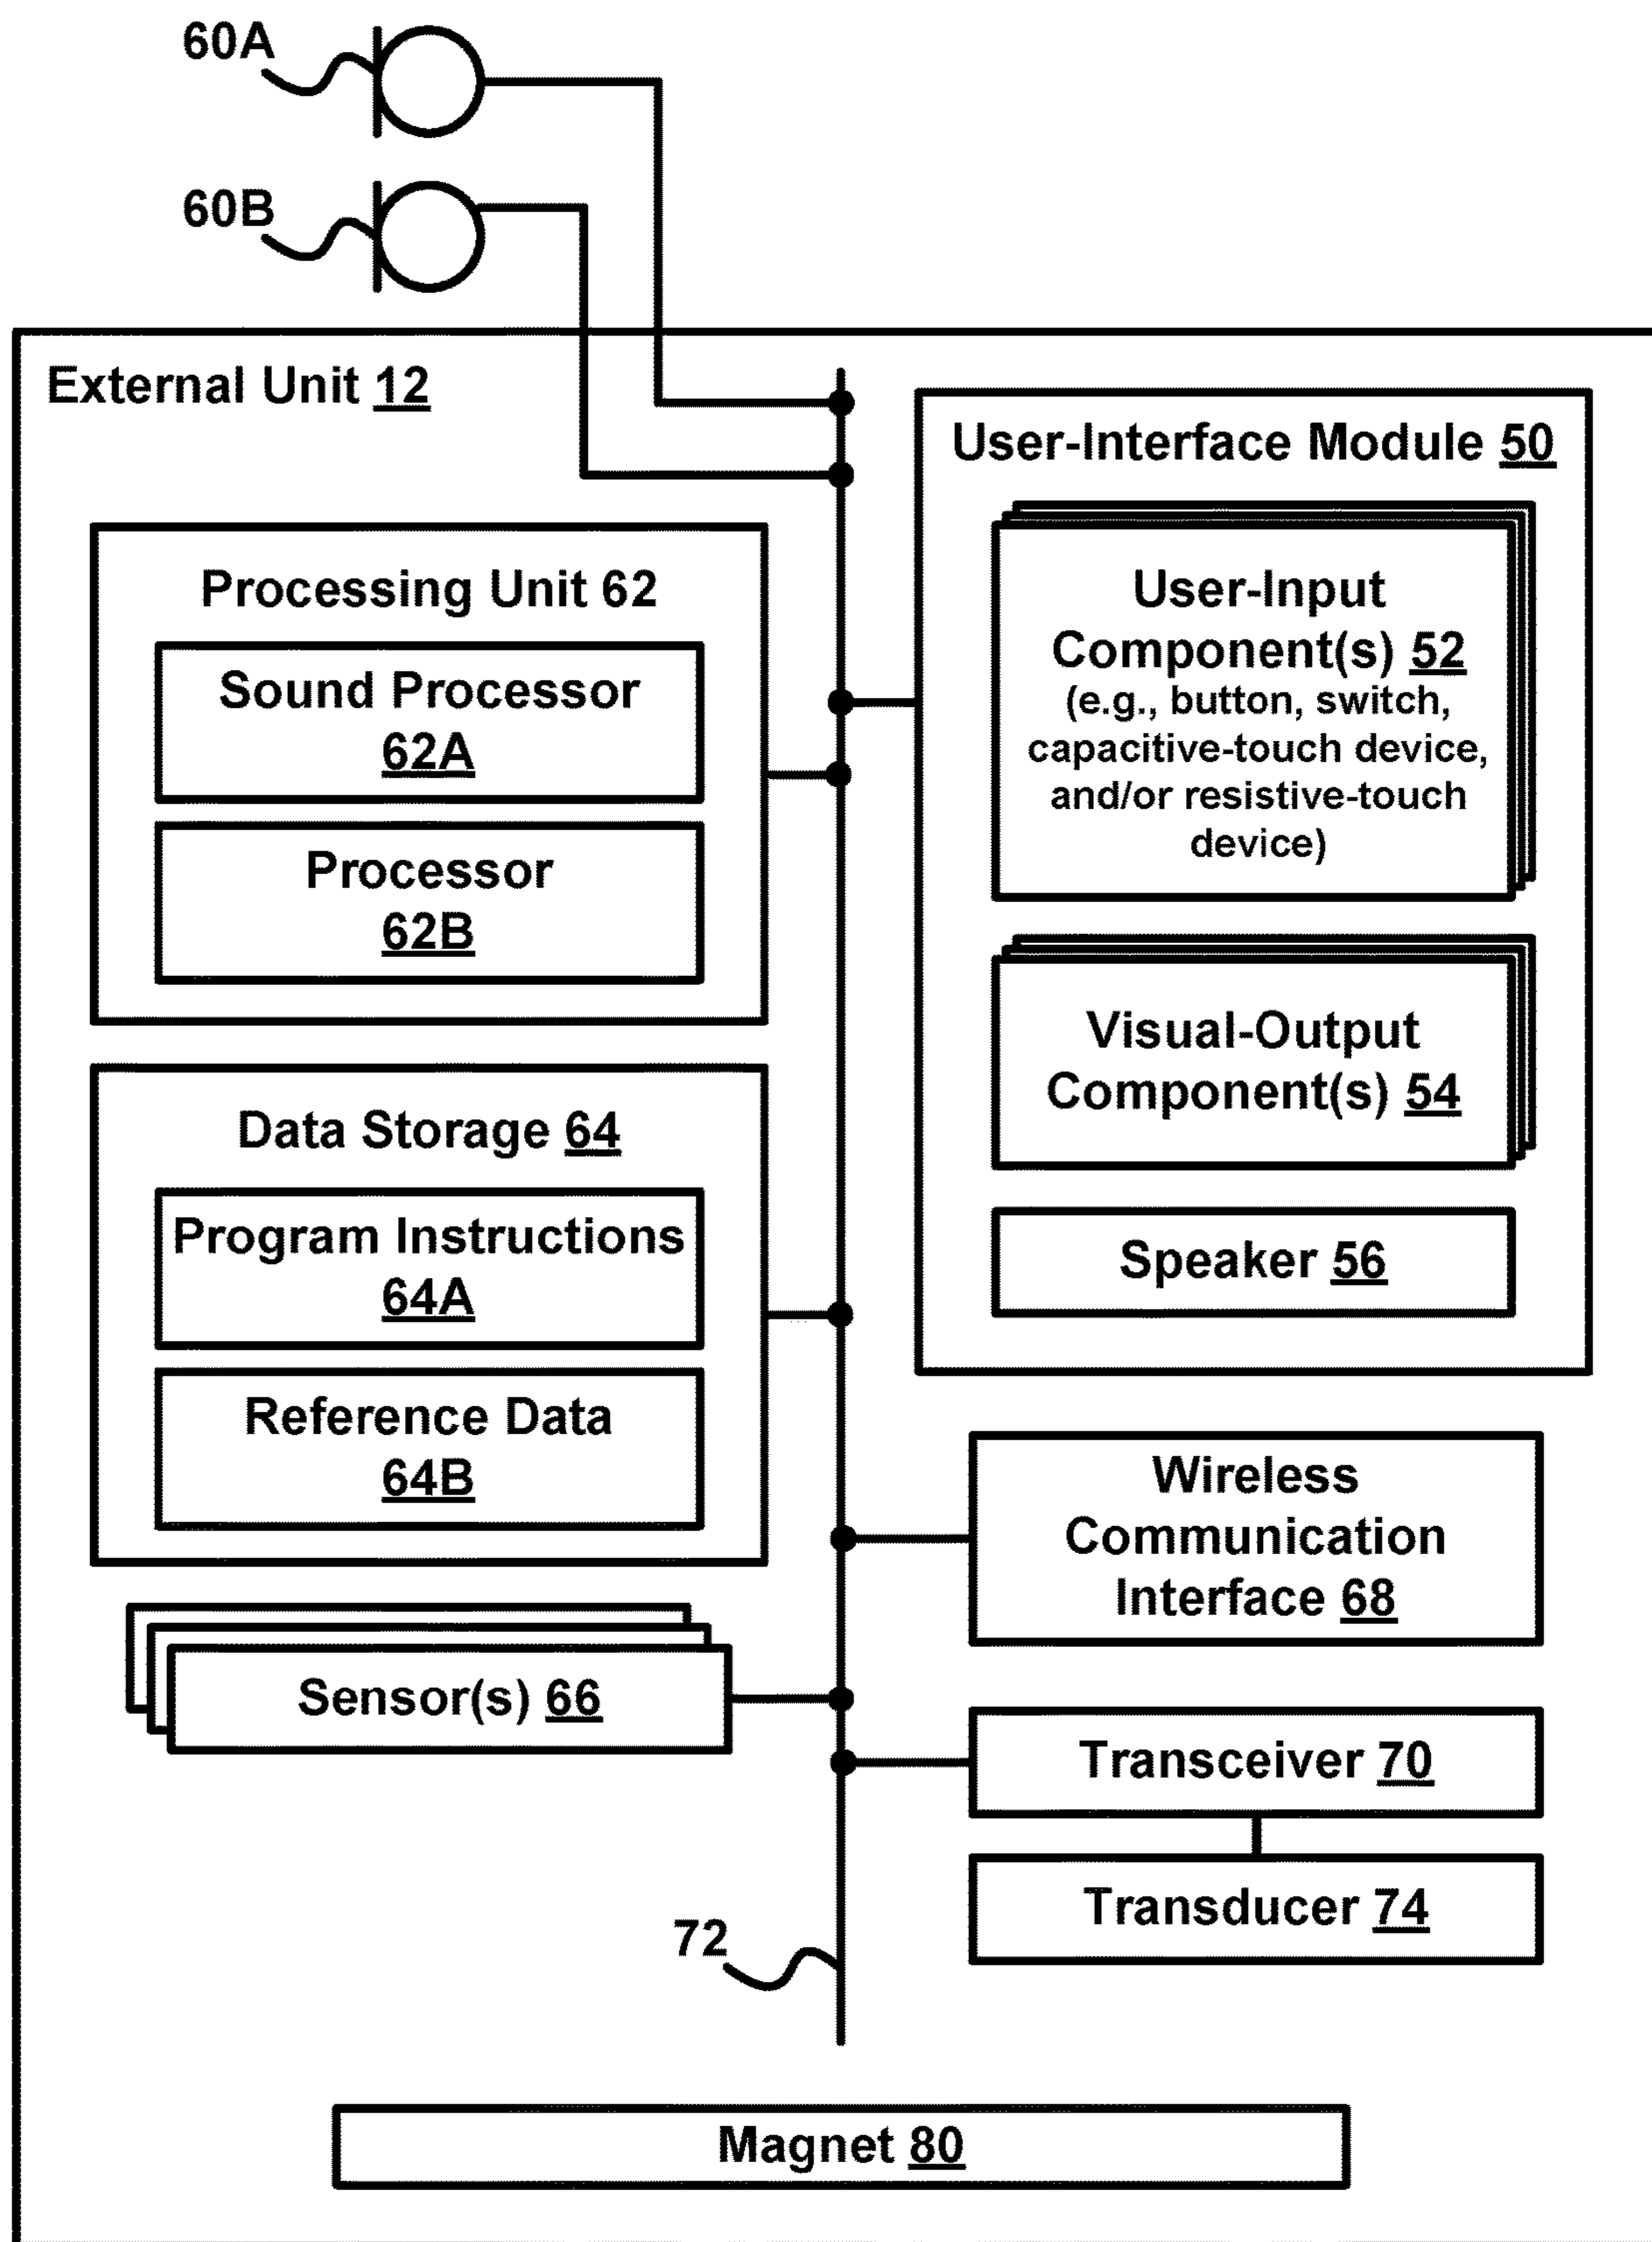 60A
60B
External Unit 12
User-Interface Module 50
User-Input
Component(s) 52
(e.g., button, switch,
capacitive-touch device,
and/or resistive-touch
device)
Visual-Output
Component(s) 54
Speaker 56
Processing Unit 62
Sound Processor
62A
Processor
62B
Data Storage 64
Program Instructions
64A
Reference Data
64B
Sensor(s) 66
Wireless
Communication
Interface 68
Transceiver 70
Transducer 74
72
Magnet 80